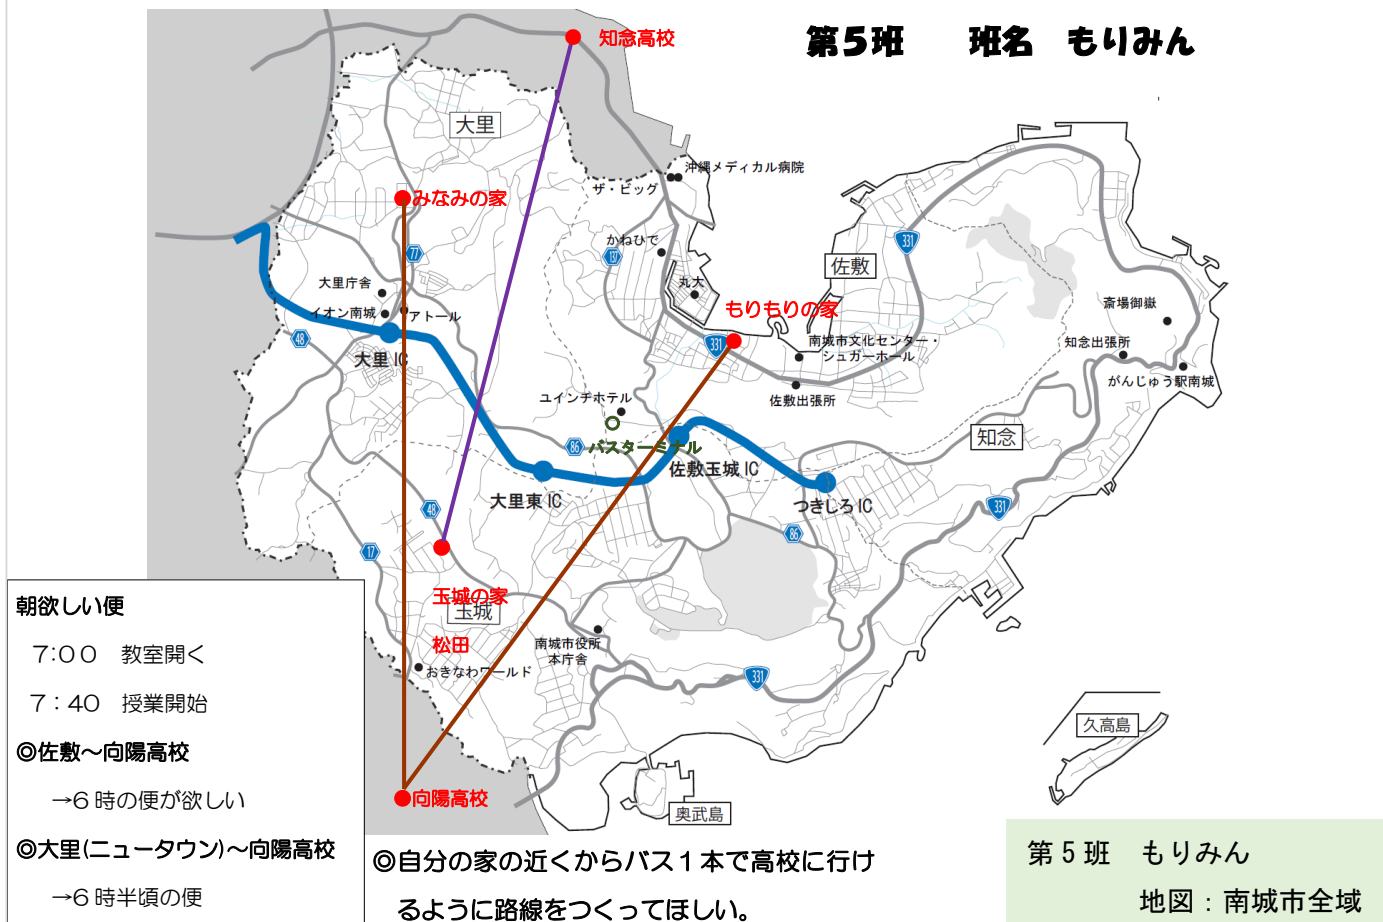 第5班　班名　もりみん
知念高校
大里
沖縄メディカル病院
ザ・ビッグ
みなみの家
かねひで
137
77
331
佐敷
丸大
大里庁舎
もりもりの家
斎場御嶽
イオン南城
アトール
48
大里IC
331
南城市文化センター・
シュガーホール
知念出張所
がんじゅう駅南城
佐敷出張所
ユインチホテル
86
バスターミナル
知念
佐敷玉城IC
大里東IC
つきしろIC
331
48
86
17
玉城の家
玉城
松田
南城市役所
本庁舎
おきなわワールド
331
久高島
向陽高校
奥武島
朝欲しい便
7:00　教室開く
7：40　授業開始
◎佐敷～向陽高校
→6時の便が欲しい
◎大里(ニュータウン)～向陽高校
→6時半頃の便
◎自分の家の近くからバス1本で高校に行け
るように路線をつくってほしい。
第5班　もりみん
地図：南城市全域